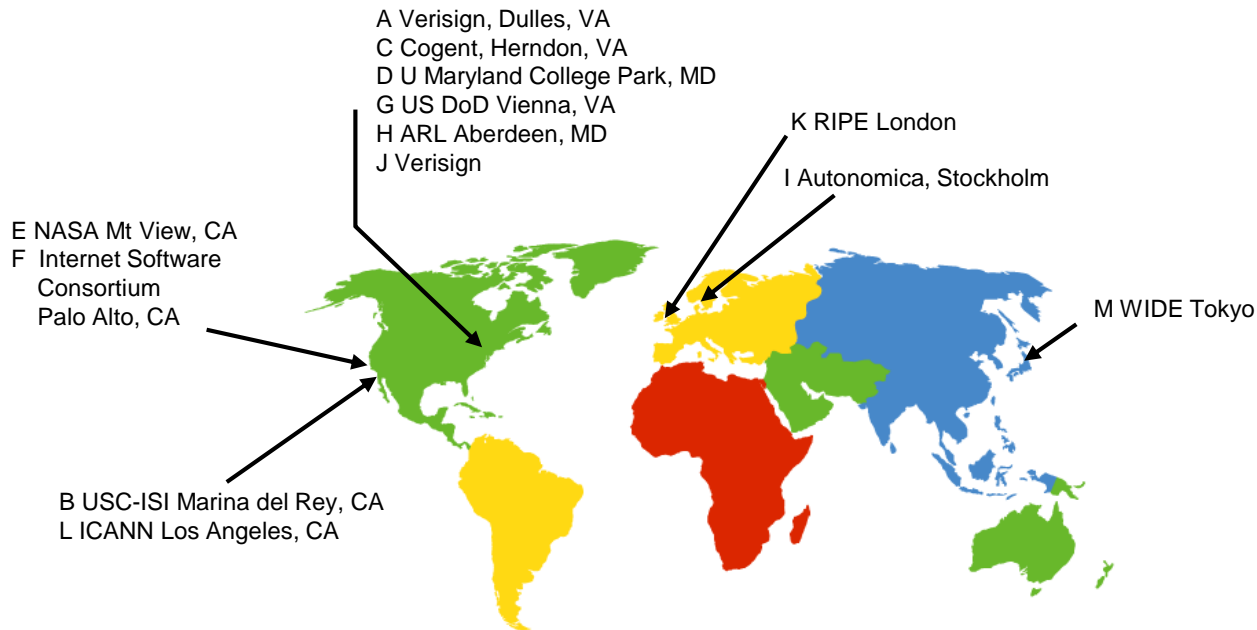 A Verisign, Dulles, VA
C Cogent, Herndon, VA
D U Maryland College Park, MD
G US DoD Vienna, VA
H ARL Aberdeen, MD
J Verisign
K RIPE London
I Autonomica, Stockholm
E NASA Mt View, CA
F Internet Software
Consortium
Palo Alto, CA
M WIDE Tokyo
B USC-ISI Marina del Rey, CA
L ICANN Los Angeles, CA